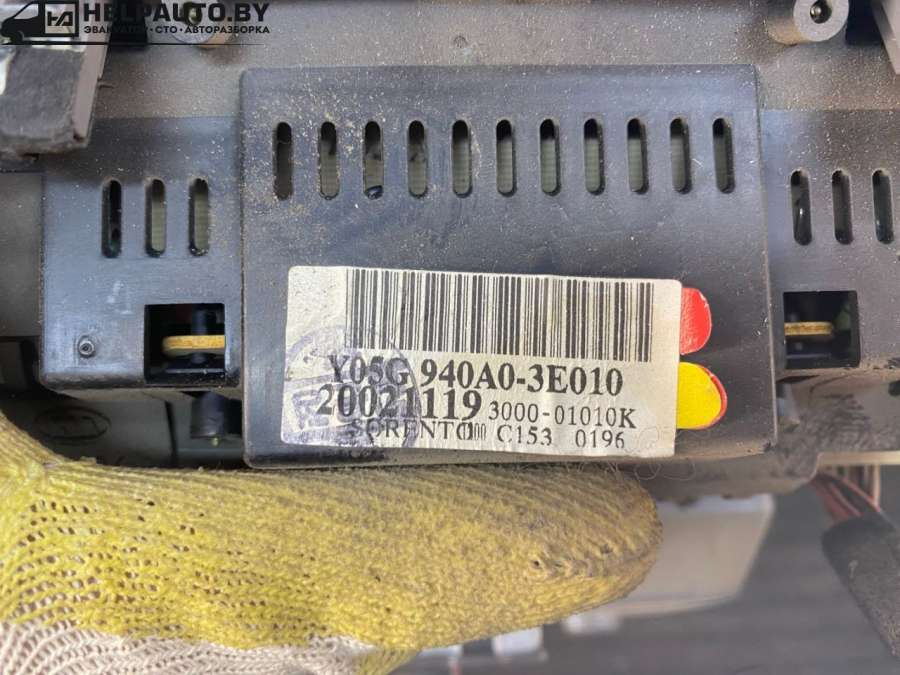 HELPAUTO.BY
ЭВАКУАТОР · СТО · АВТОРАЗБОРКА
Y05G 940A0-3E010
20021119 3000-01010K
SORENTO C153 0196